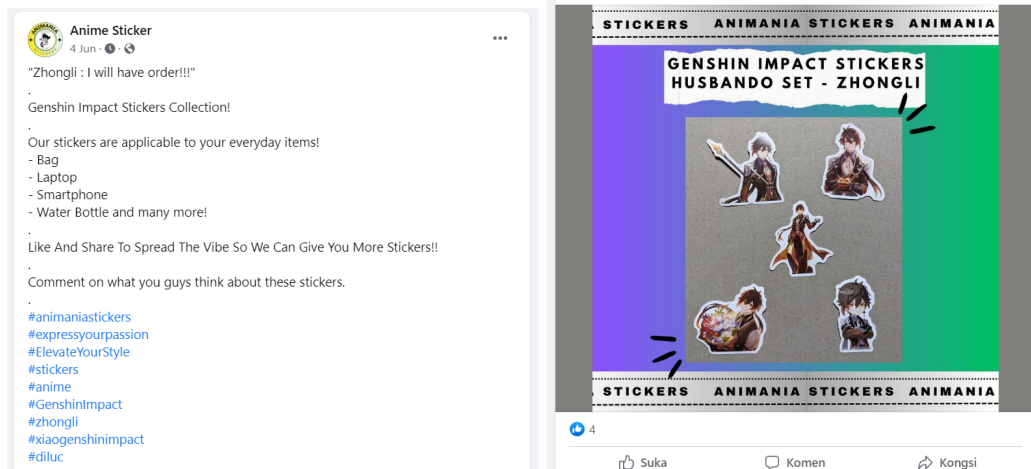 Anime Sticker
4 Jun
"Zhongli : I will have order!!!"
.
Genshin Impact Stickers Collection!
.
Our stickers are applicable to your everyday items!
- Bag
- Laptop
- Smartphone
- Water Bottle and many more!
.
Like And Share To Spread The Vibe So We Can Give You More Stickers!!
.
Comment on what you guys think about these stickers.
.
#animaniastickers
#expressyourpassion
#ElevateYourStyle
#stickers
#anime
#GenshinImpact
#zhongli
#xiaogenshinimpact
#diluc
STICKERS ANIMANIA STICKERS ANIMANIA
GENSHIN IMPACT STICKERS
HUSBANDO SET - ZHONGLI
STICKERS ANIMANIA STICKERS ANIMANIA
4
Suka Komen Kongsi